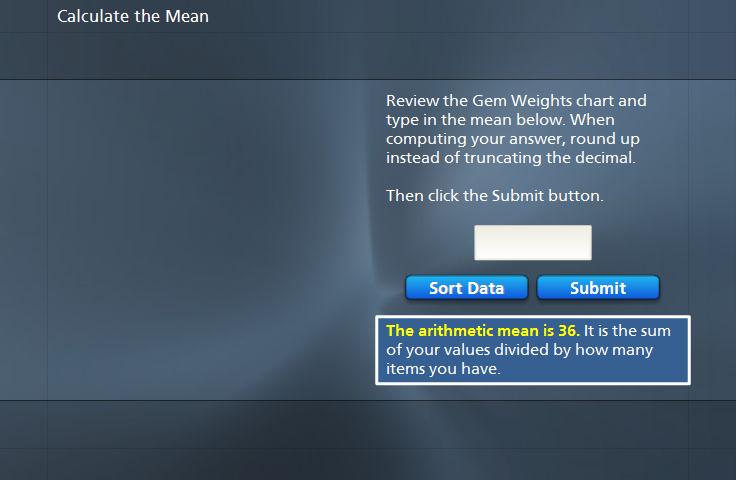 Calculate the Mean
Review the Gem Weights chart and
type in the mean below. When
computing your answer, round up
instead of truncating the decimal.
Then click the Submit button.
Sort Data
Submit
The arithmetic mean is 36. It is the sum
of your values divided by how many
items you have.